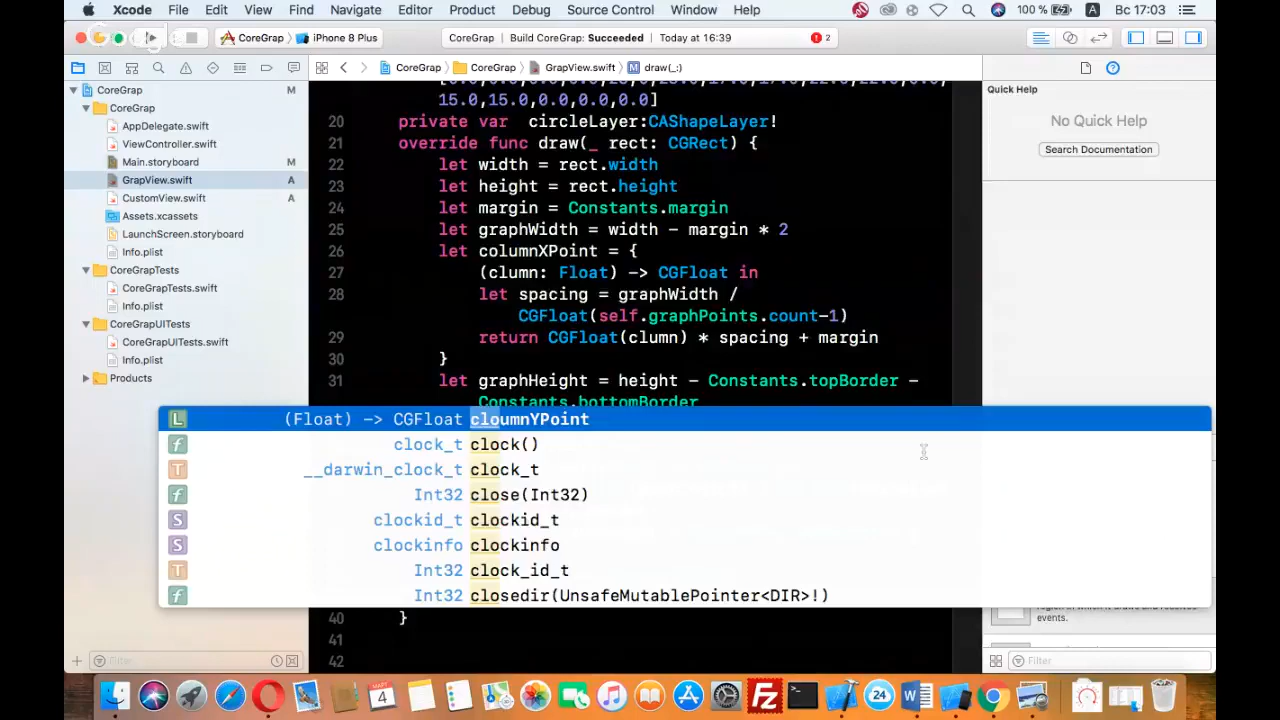 Xcode File Edit View Find Navigate Editor Product Debug Source Control Window Help 100 % A Вс 17:03
CoreGrap iPhone 8 Plus CoreGrap Build CoreGrap: Succeeded Today at 16:39 2
CoreGrap CoreGrap GrapView.swift M draw(_:)
CoreGrap M
CoreGrap
AppDelegate.swift
ViewController.swift
Main.storyboard M
GrapView.swift A
CustomView.swift A
Assets.xcassets
LaunchScreen.storyboard
Info.plist
CoreGrapTests
CoreGrapTests.swift
Info.plist
CoreGrapUITests
CoreGrapUITests.swift
Info.plist
Products
Filter
15.0,15.0,0.0,0.0,0.0]
20 private var circleLayer:CAShapeLayer!
21 override func draw(_ rect: CGRect) {
22 let width = rect.width
23 let height = rect.height
24 let margin = Constants.margin
25 let graphWidth = width - margin * 2
26 let columnXPoint = {
27 (clumn: Float) -> CGFloat in
28 let spacing = graphWidth /
CGFloat(self.graphPoints.count-1)
29 return CGFloat(clumn) * spacing + margin
30 }
31 let graphHeight = height - Constants.topBorder -
Constants.bottomBorder
L (Float) -> CGFloat cloumnYPoint
f clock_t clock()
T __darwin_clock_t clock_t
f Int32 close(Int32)
S clockid_t clockid_t
S clockinfo clockinfo
T Int32 clock_id_t
f Int32 closedir(UnsafeMutablePointer<DIR>!)
40 }
41
42
Quick Help
No Quick Help
Search Documentation
events.
Filter
МАРТ
4
24
W
Fz